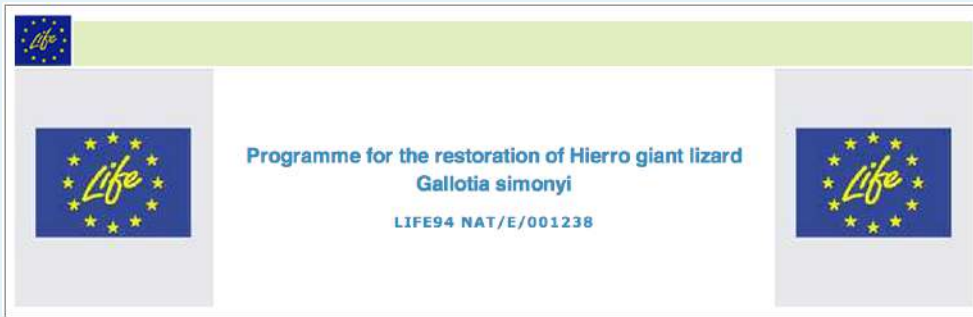 Life
Life
Programme for the restoration of Hierro giant lizard
Gallotia simonyi
LIFE94 NAT/E/001238
Life